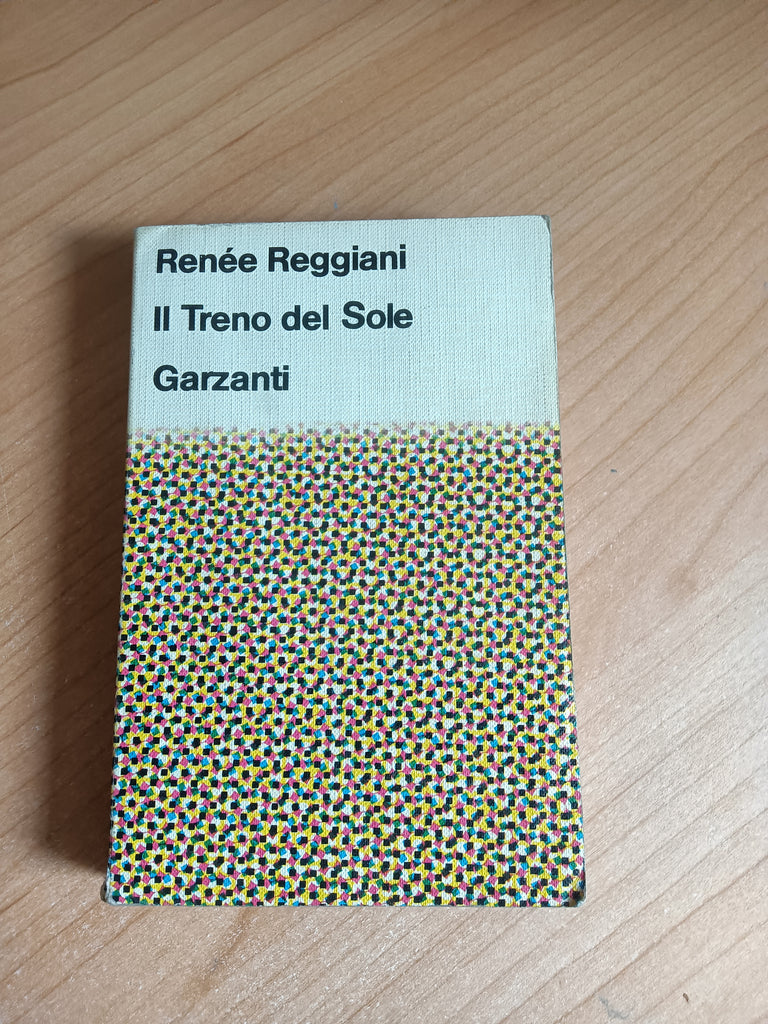 Renée Reggiani
Il Treno del Sole
Garzanti